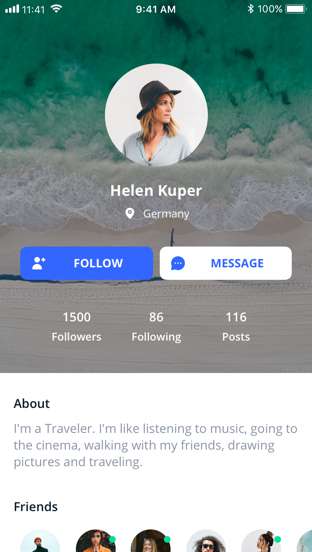 11:41
9:41 AM
100%
Helen Kuper
Germany
FOLLOW
MESSAGE
1500
86
116
Followers
Following
Posts
About
I'm a Traveler. I'm like listening to music, going to
the cinema, walking with my friends, drawing
pictures and traveling.
Friends